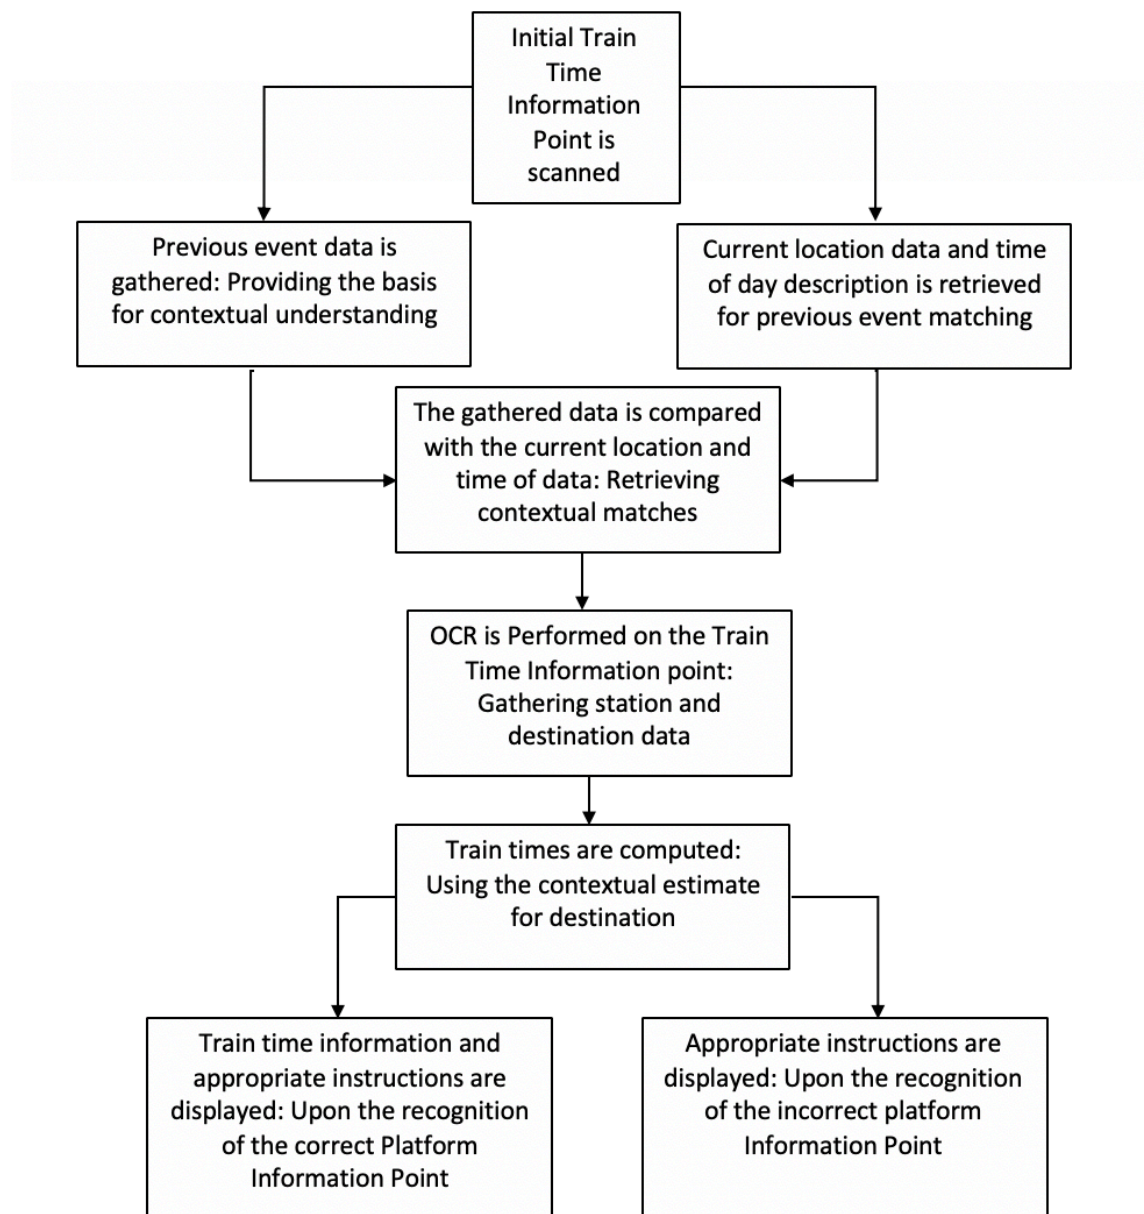 Initial Train
Time
Information
Point is
scanned
Previous event data is
gathered: Providing the basis
for contextual understanding
Current location data and time
of day description is retrieved
for previous event matching
The gathered data is compared
with the current location and
time of data: Retrieving
contextual matches
OCR is Performed on the Train
Time Information point:
Gathering station and
destination data
Train times are computed:
Using the contextual estimate
for destination
Train time information and
appropriate instructions are
displayed: Upon the recognition
of the correct Platform
Information Point
Appropriate instructions are
displayed: Upon the recognition
of the incorrect platform
Information Point